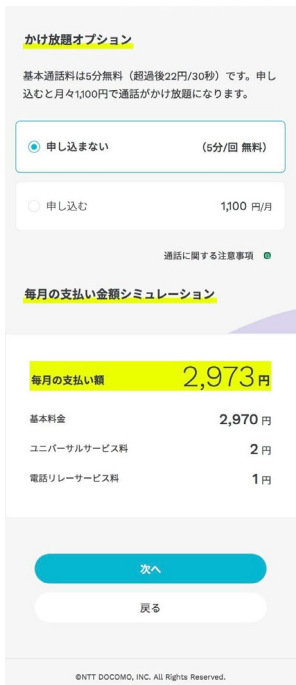 かけ放題オプション
基本通話料は5分無料（超過後22円/30秒）です。申し
込むと月々1,100円で通話がかけ放題になります。
申し込まない （5分/回 無料）
申し込む 1,100 円/月
通話に関する注意事項
毎月の支払い金額シミュレーション
毎月の支払い額 2,973円
基本料金 2,970 円
ユニバーサルサービス料 2 円
電話リレーサービス料 1 円
次へ
戻る
©NTT DOCOMO, INC. All Rights Reserved.